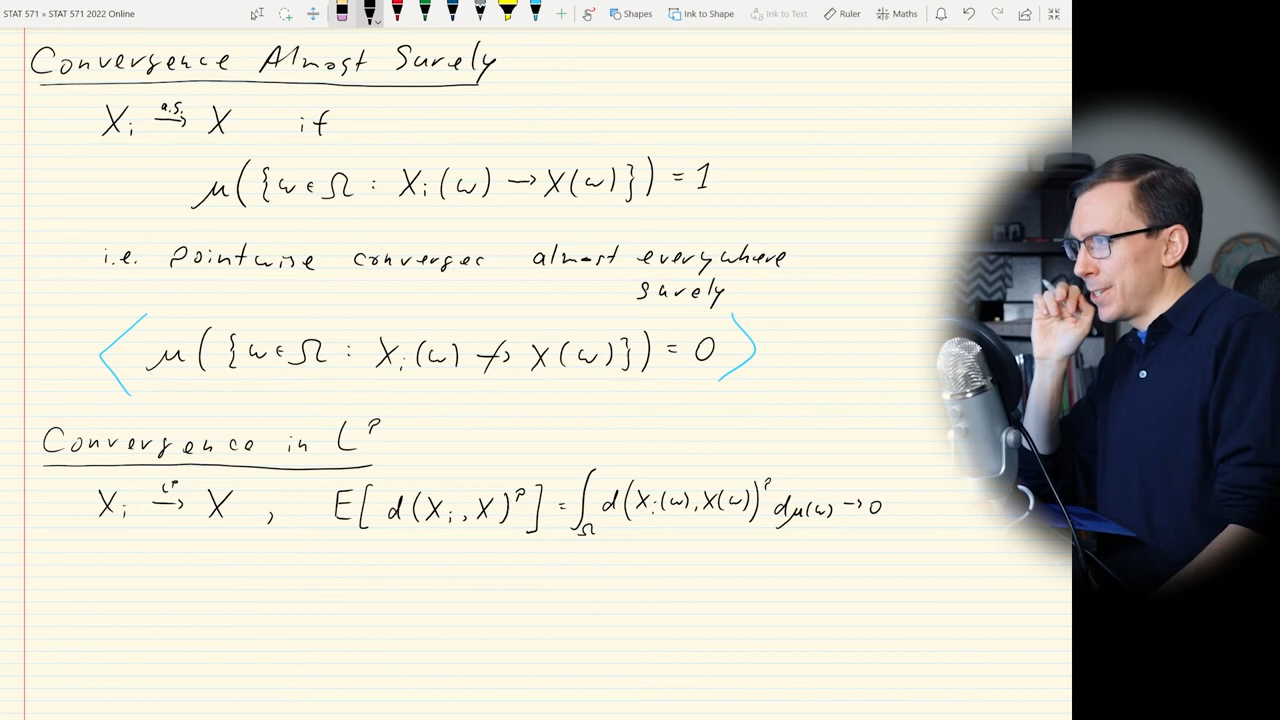 STAT 571 » STAT 571 2022 Online
Shapes Ink to Shape Ink to Text Ruler Maths
Convergence Almost Surely
Xᵢ →^{a.s.} X if
μ({ω ∈ Ω : Xᵢ(ω) → X(ω)}) = 1
i.e. pointwise converges almost everywhere
surely
⟨ μ({ω ∈ Ω : Xᵢ(ω) ↛ X(ω)}) = 0 ⟩
Convergence in Lᵖ
Xᵢ →^{Lᵖ} X , E[ d(Xᵢ, X)ᵖ ] = ∫_Ω d(Xᵢ(ω), X(ω))ᵖ dμ(ω) → 0